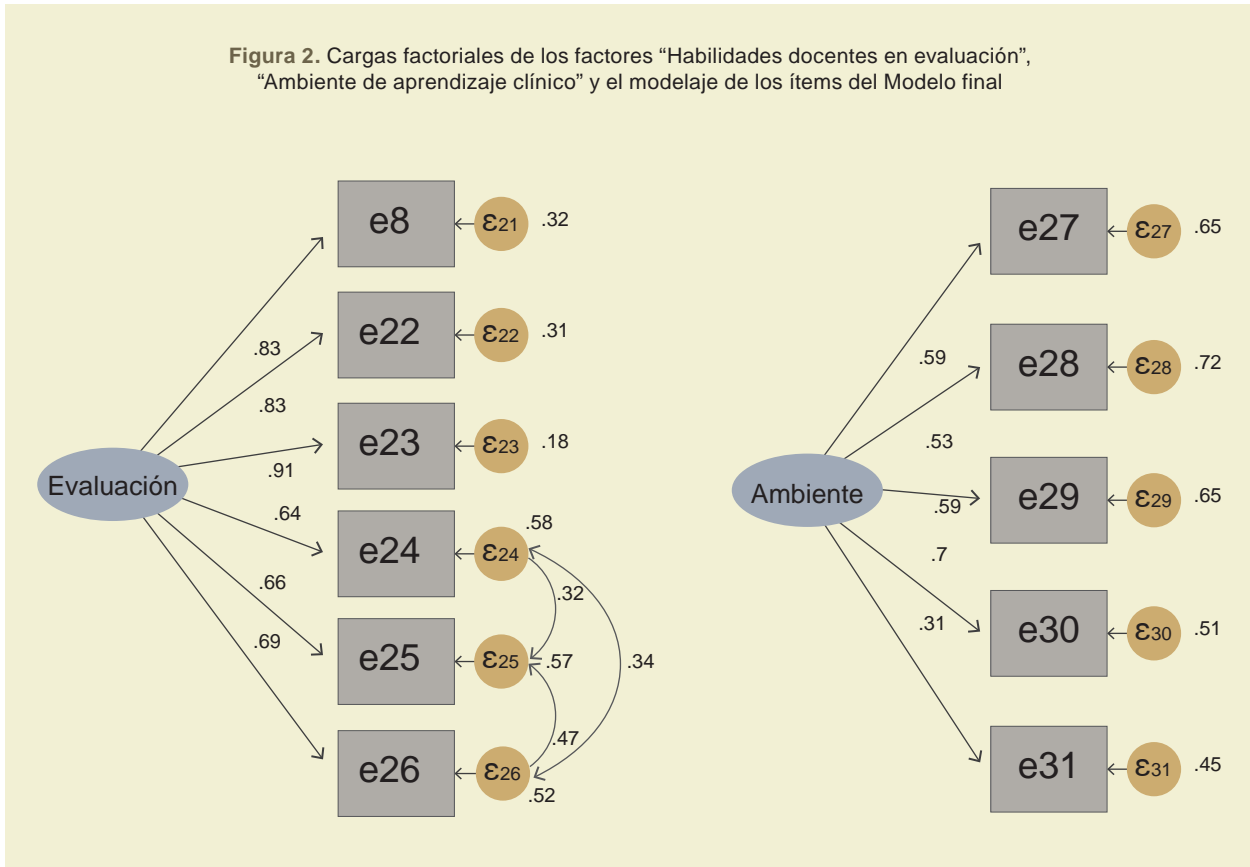 Figura 2. Cargas factoriales de los factores “Habilidades docentes en evaluación”,
“Ambiente de aprendizaje clínico” y el modelaje de los ítems del Modelo final
Evaluación
.83
.83
.91
.64
.66
.69
e8 ε21 .32
e22 ε22 .31
e23 ε23 .18
e24 ε24 .58
.32
e25 ε25 .57
.34
.47
e26 ε26 .52
Ambiente
.59
.53
.59
.7
.31
e27 ε27 .65
e28 ε28 .72
e29 ε29 .65
e30 ε30 .51
e31 ε31 .45